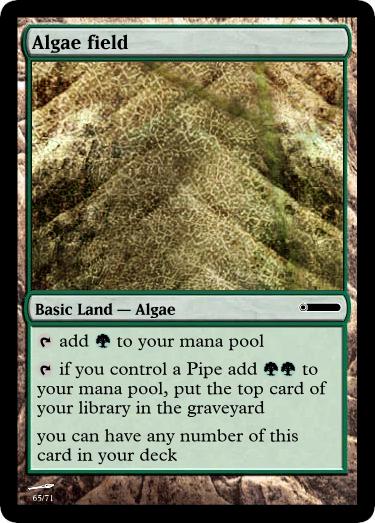 Algae field
Basic Land — Algae
add to your mana pool
if you control a Pipe add to
your mana pool, put the top card of
your library in the graveyard
you can have any number of this
card in your deck
65/71